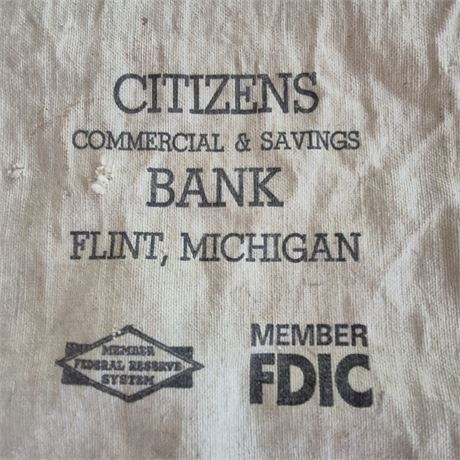 CITIZENS
COMMERCIAL & SAVINGS
BANK
FLINT, MICHIGAN
MEMBER
FEDERAL RESERVE
SYSTEM
MEMBER
FDIC